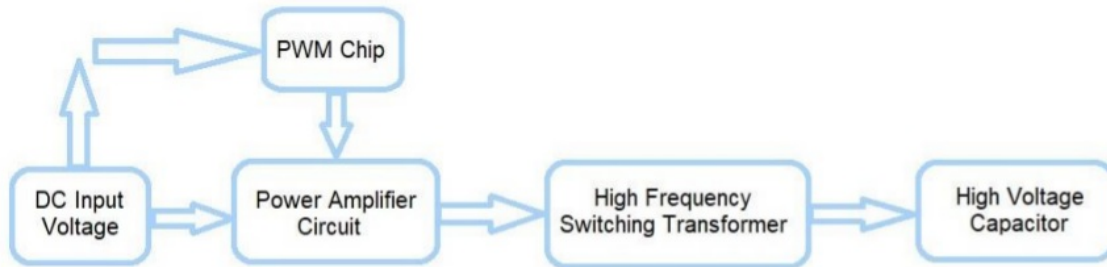 PWM Chip
DC Input
Voltage
Power Amplifier
Circuit
High Frequency
Switching Transformer
High Voltage
Capacitor